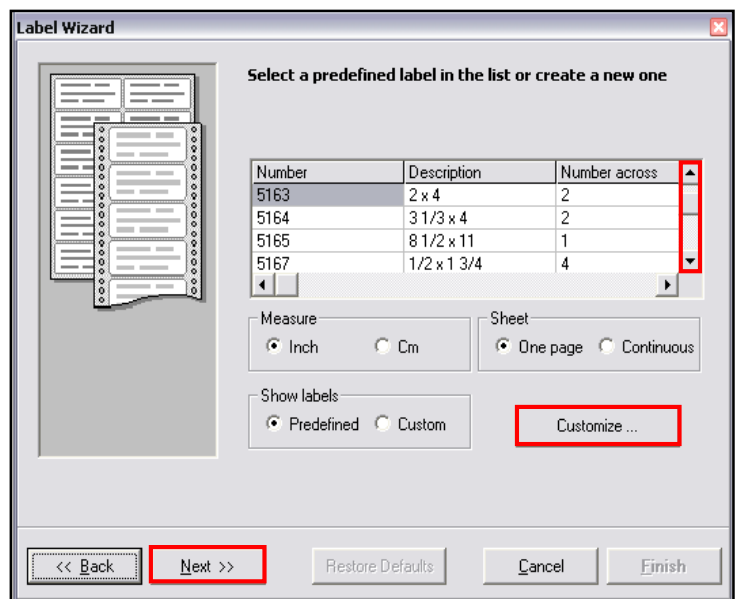 Label Wizard
Select a predefined label in the list or create a new one
Number Description Number across
5163 2 x 4 2
5164 3 1/3 x 4 2
5165 8 1/2 x 11 1
5167 1/2 x 1 3/4 4
Measure Sheet
Inch Cm One page Continuous
Show labels
Predefined Custom Customize ...
<< Back Next >> Restore Defaults Cancel Finish